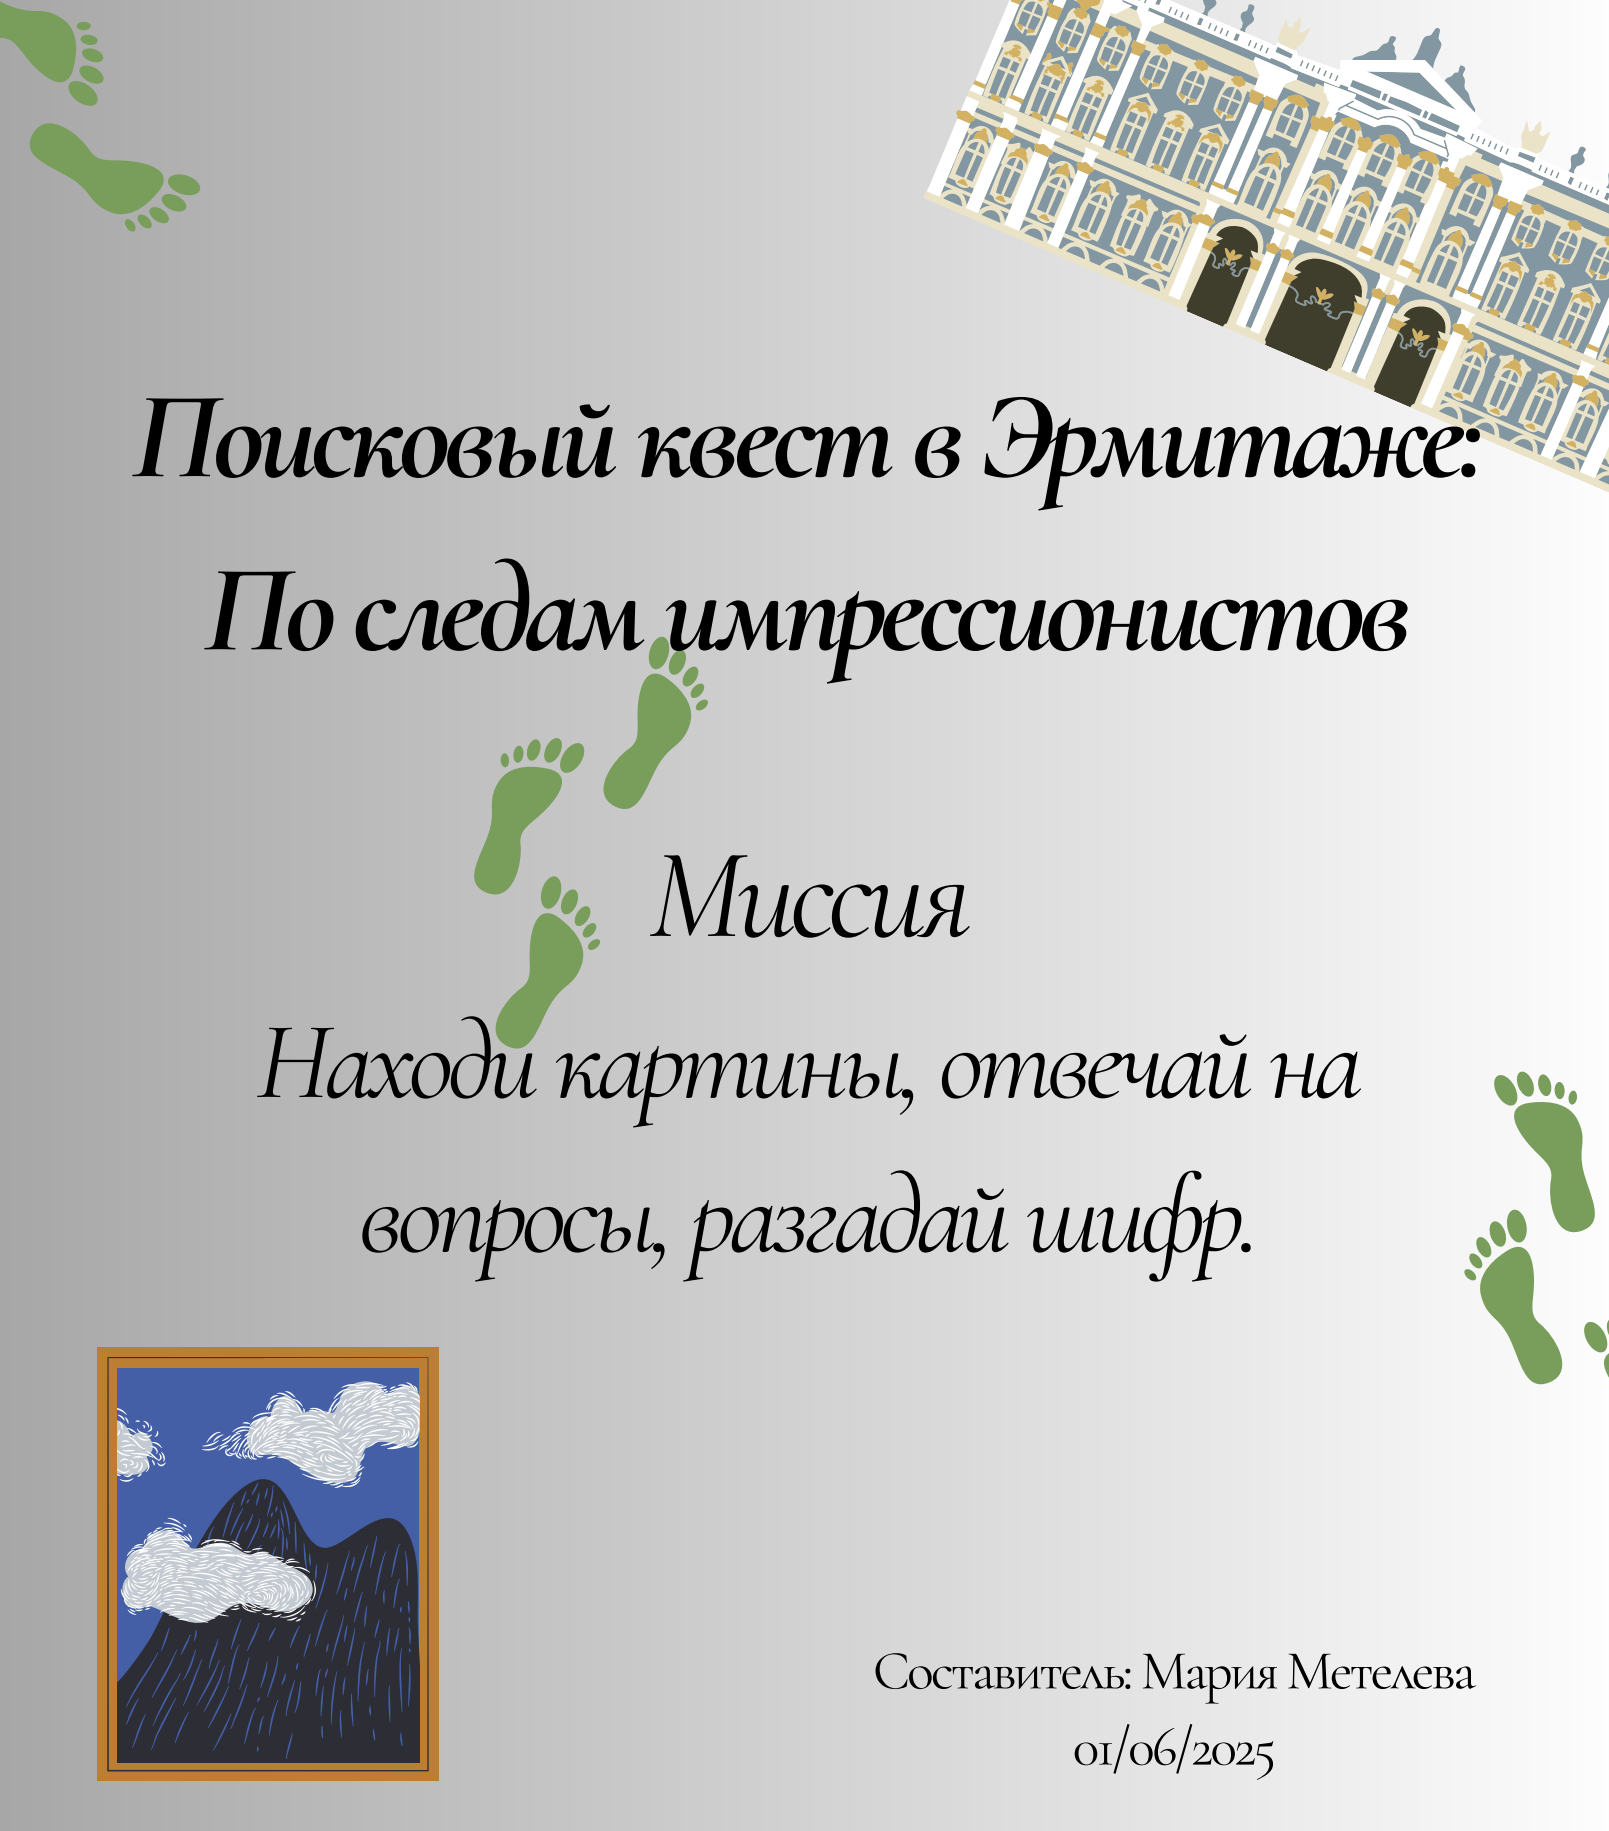 Поисковый квест в Эрмитаже:
По следам импрессионистов
Миссия
Находи картины, отвечай на
вопросы, разгадай шифр.
Составитель: Мария Метелева
01/06/2025